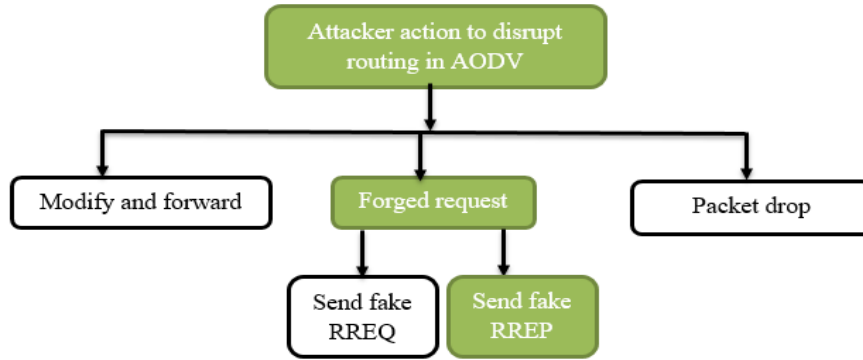 Attacker action to disrupt
routing in AODV
Modify and forward
Forged request
Packet drop
Send fake
RREQ
Send fake
RREP